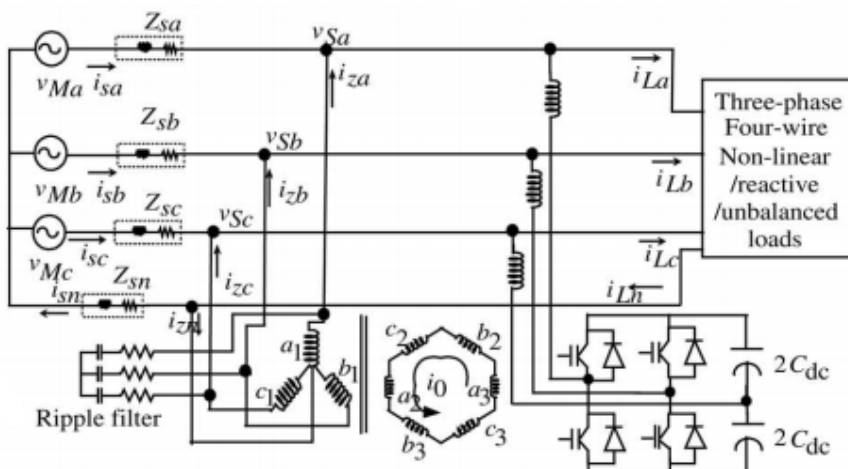 Zsa
vSa
vMa
isa
iza
iLa
Three-phase
Four-wire
Non-linear
/reactive
/unbalanced
loads
Zsb
vSb
vMb
isb
izb
iLb
Zsc
vSc
vMc
isc
izc
iLc
Zsn
isn
izn
iLn
Ripple filter
a1
b1
c1
c2
b2
a2
i0
a3
b3
c3
2Cdc
2Cdc